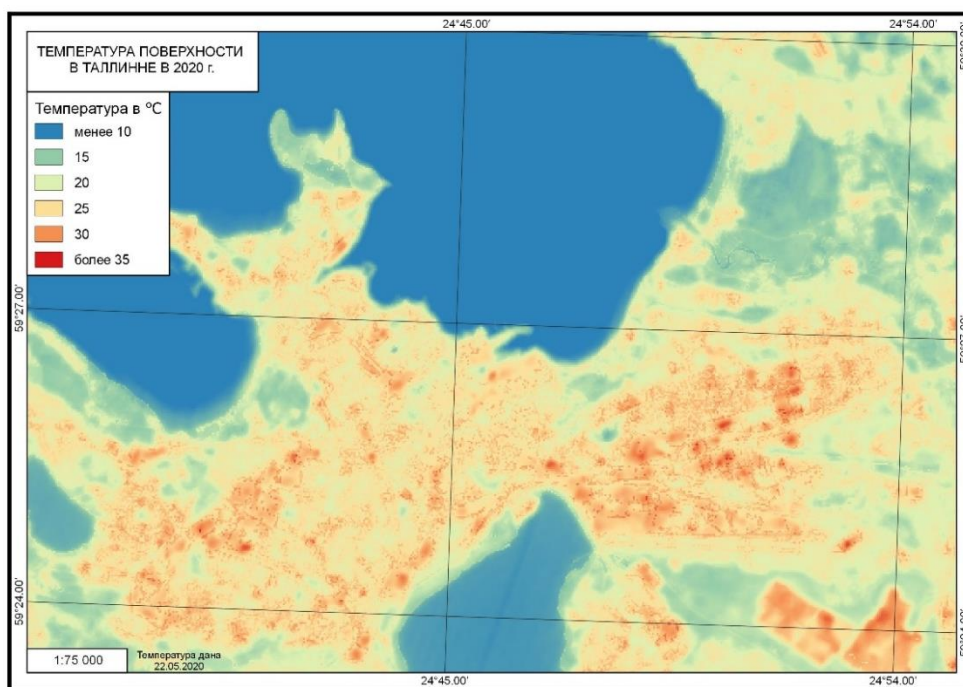 24°45.00'
24°54.00'
ТЕМПЕРАТУРА ПОВЕРХНОСТИ
В ТАЛЛИННЕ В 2020 г.
Температура в °C
менее 10
15
20
25
30
более 35
59°27.00'
59°24.00'
1:75 000
Температура дана
22.05.2020
24°45.00'
24°54.00'